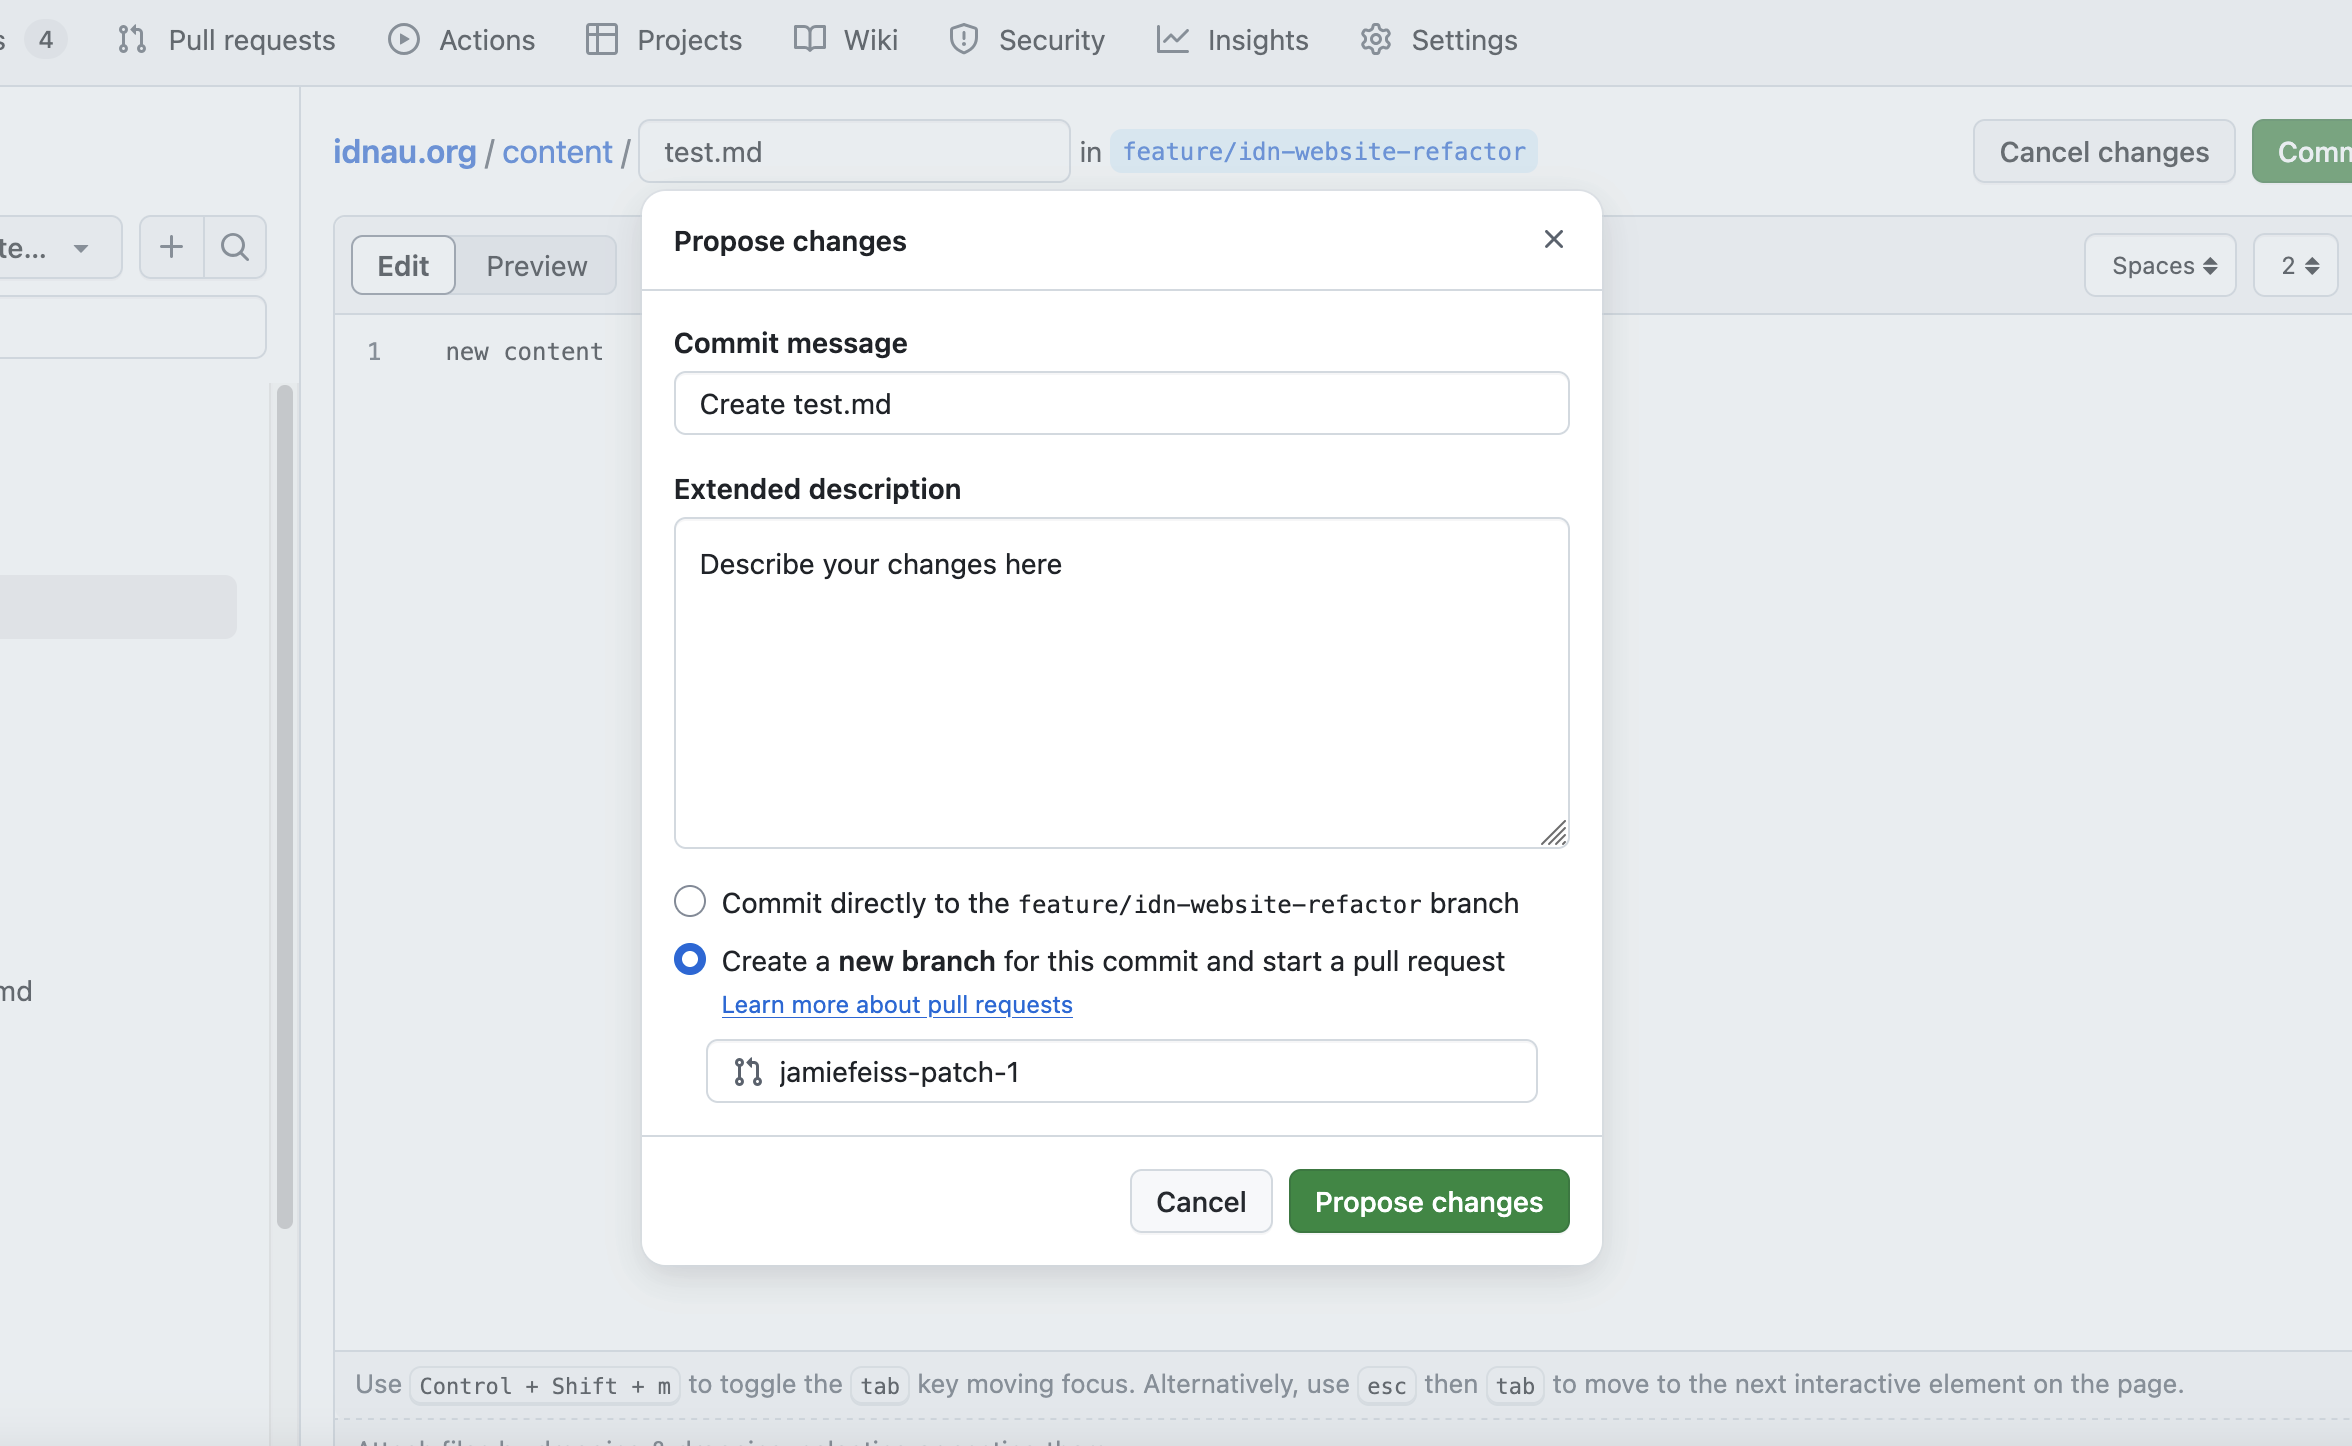 s 4 Pull requests Actions Projects Wiki Security Insights Settings
idnau.org / content / test.md in feature/idn-website-refactor Cancel changes Comm
te...
Edit Preview Spaces 2
1 new content
Propose changes
Commit message
Create test.md
Extended description
Describe your changes here
Commit directly to the feature/idn-website-refactor branch
Create a new branch for this commit and start a pull request
md
Learn more about pull requests
jamiefeiss-patch-1
Cancel Propose changes
Use Control + Shift + m to toggle the tab key moving focus. Alternatively, use esc then tab to move to the next interactive element on the page.